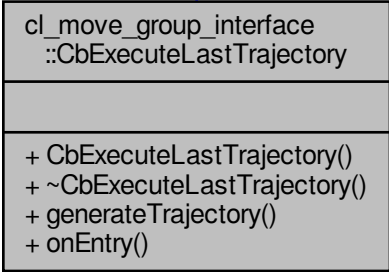 cl_move_group_interface
::CbExecuteLastTrajectory
+ CbExecuteLastTrajectory()
+ ~CbExecuteLastTrajectory()
+ generateTrajectory()
+ onEntry()